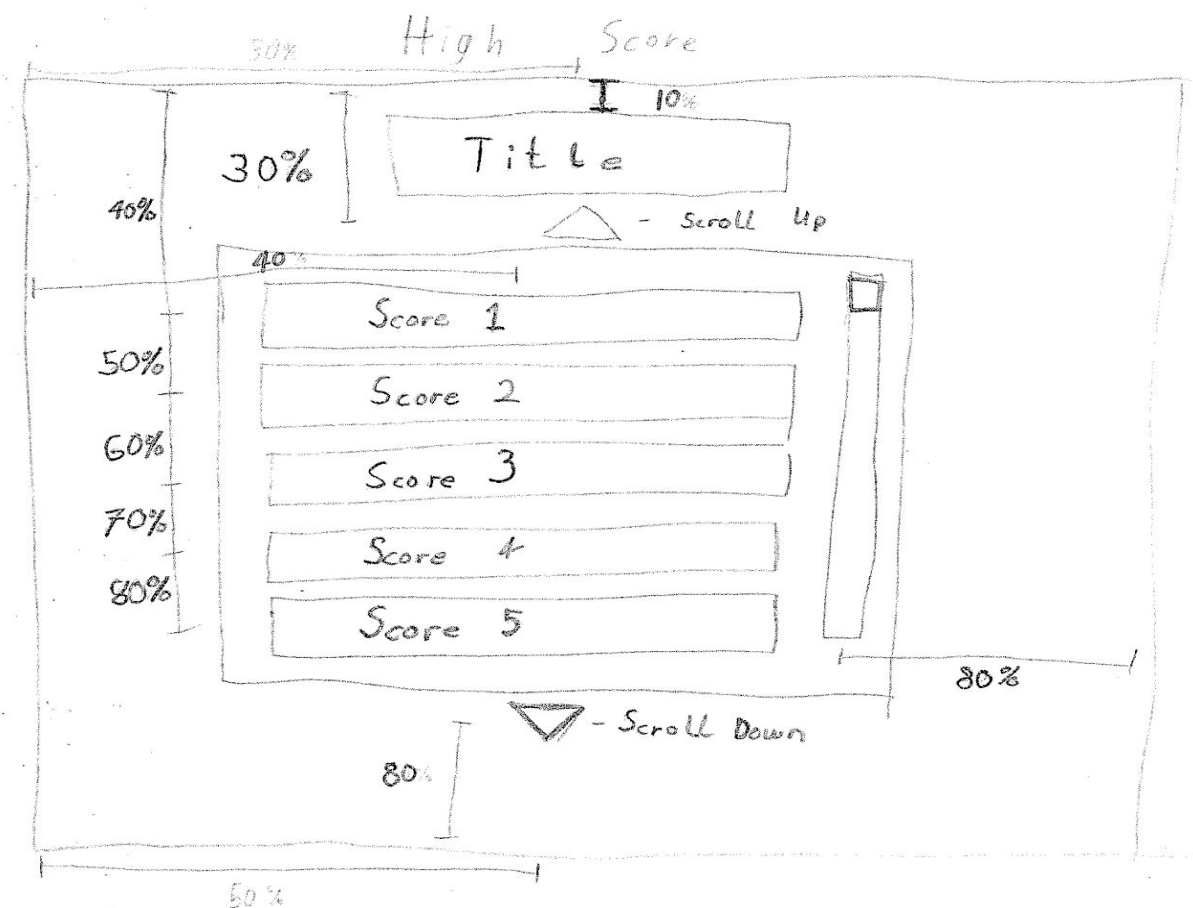 High Score
50%
10%
Title
30%
40%
- Scroll Up
40%
Score 1
50%
Score 2
60%
Score 3
70%
Score 4
80%
Score 5
80%
- Scroll Down
80%
50%